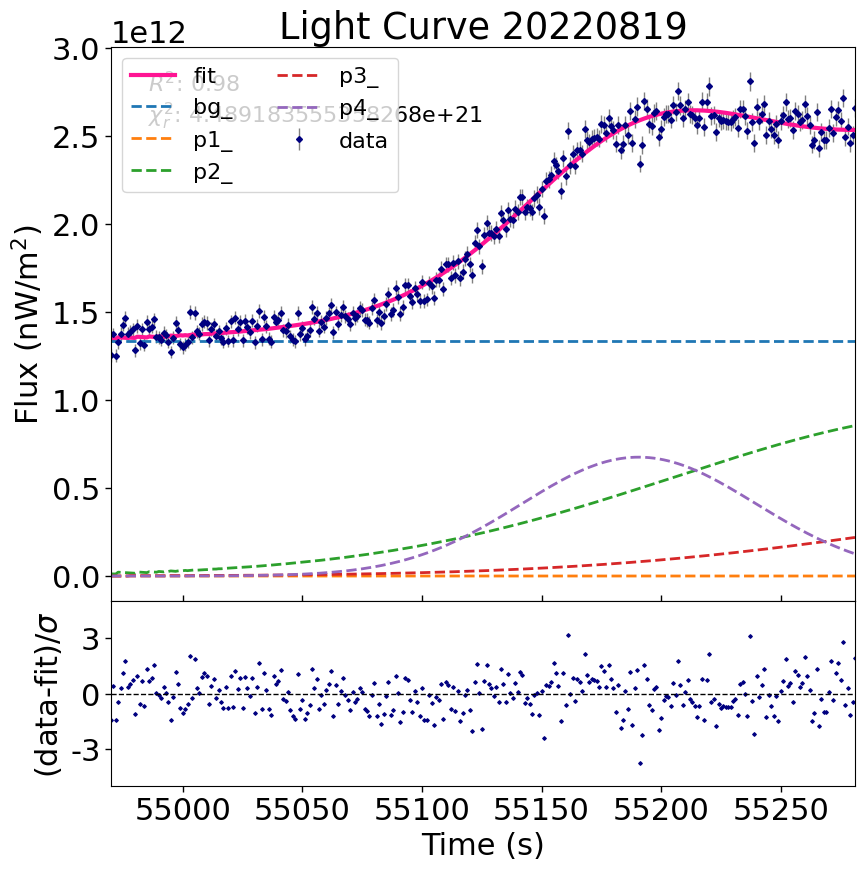 Light Curve 20220819
1e12
fit
bg_
p1_
p2_
p3_
p4_
data
R²: 0.98
3.0
2.5
2.0
1.5
1.0
0.5
0.0
Flux (nW/m²)
3
0
-3
(data-fit)/σ
55000 55050 55100 55150 55200 55250
Time (s)